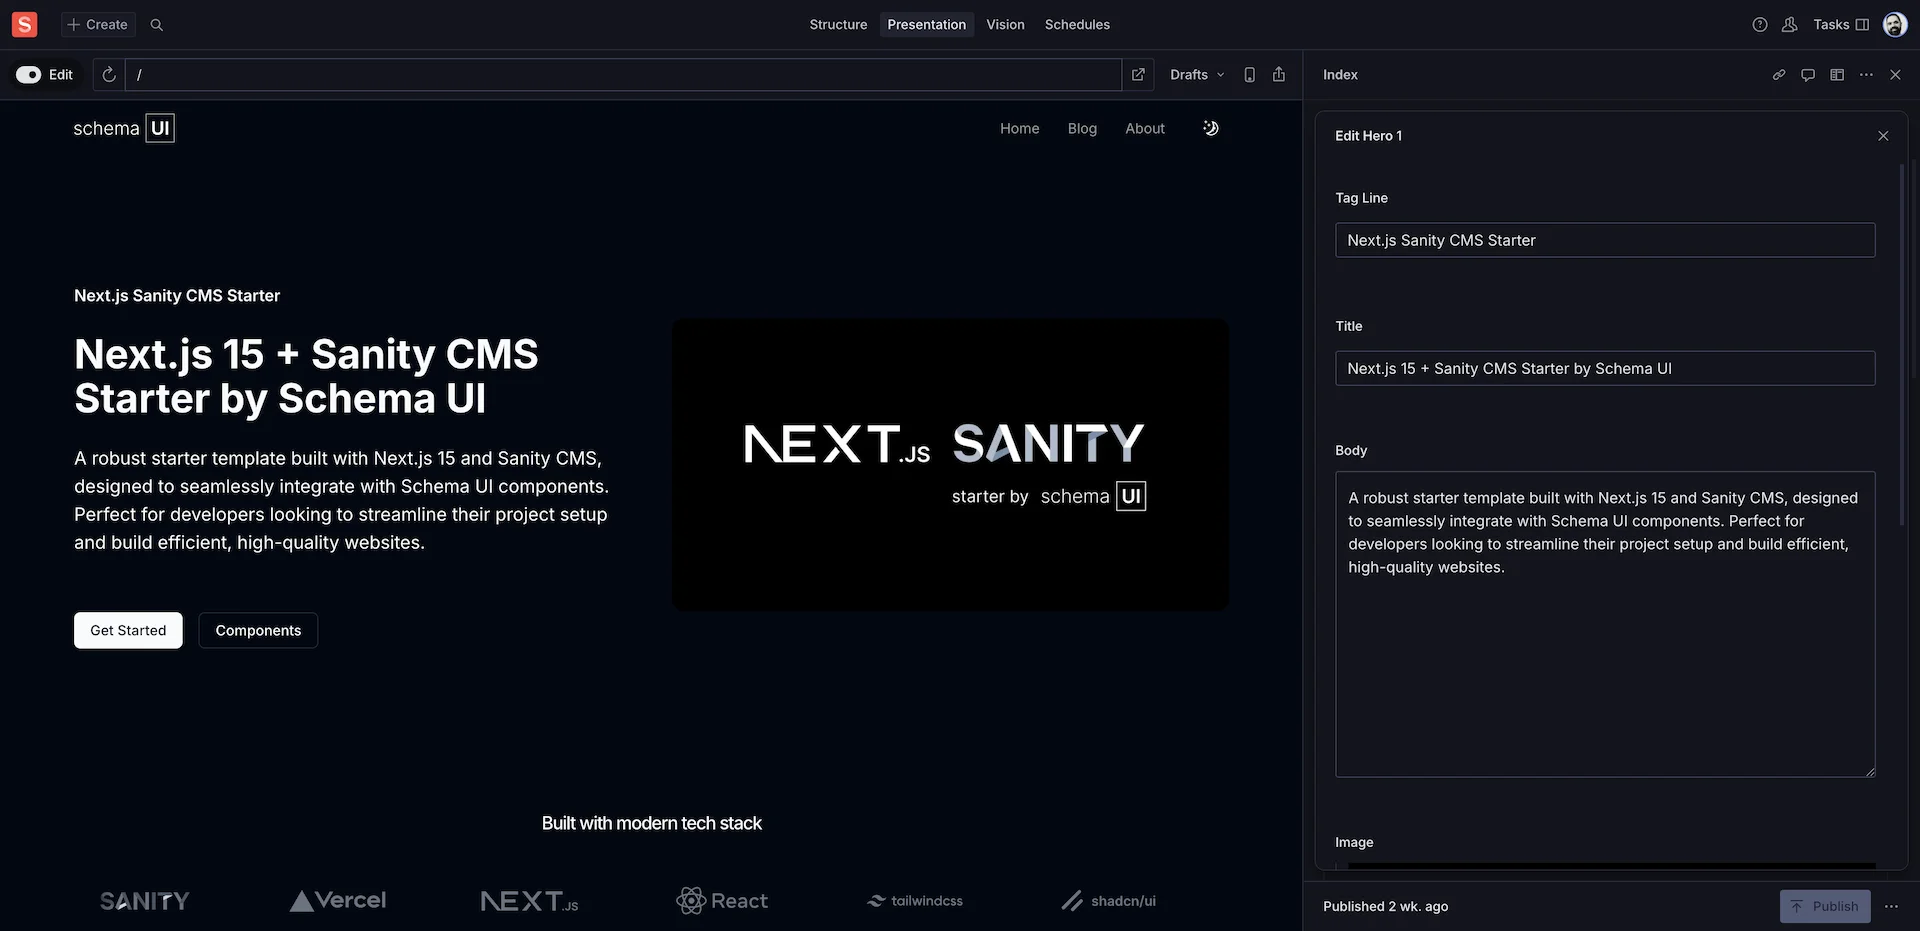 S
Create
Structure
Presentation
Vision
Schedules
Tasks
Edit
/
Drafts
Index
schema UI
Home
Blog
About
Next.js Sanity CMS Starter
Next.js 15 + Sanity CMS
Starter by Schema UI
A robust starter template built with Next.js 15 and Sanity CMS,
designed to seamlessly integrate with Schema UI components.
Perfect for developers looking to streamline their project setup
and build efficient, high-quality websites.
Get Started
Components
NEXT.JS SANITY
starter by schema UI
Built with modern tech stack
SANITY
Vercel
NEXT.JS
React
tailwindcss
shadcn/ui
Edit Hero 1
Tag Line
Next.js Sanity CMS Starter
Title
Next.js 15 + Sanity CMS Starter by Schema UI
Body
A robust starter template built with Next.js 15 and Sanity CMS, designed
to seamlessly integrate with Schema UI components. Perfect for
developers looking to streamline their project setup and build efficient,
high-quality websites.
Image
Published 2 wk. ago
Publish